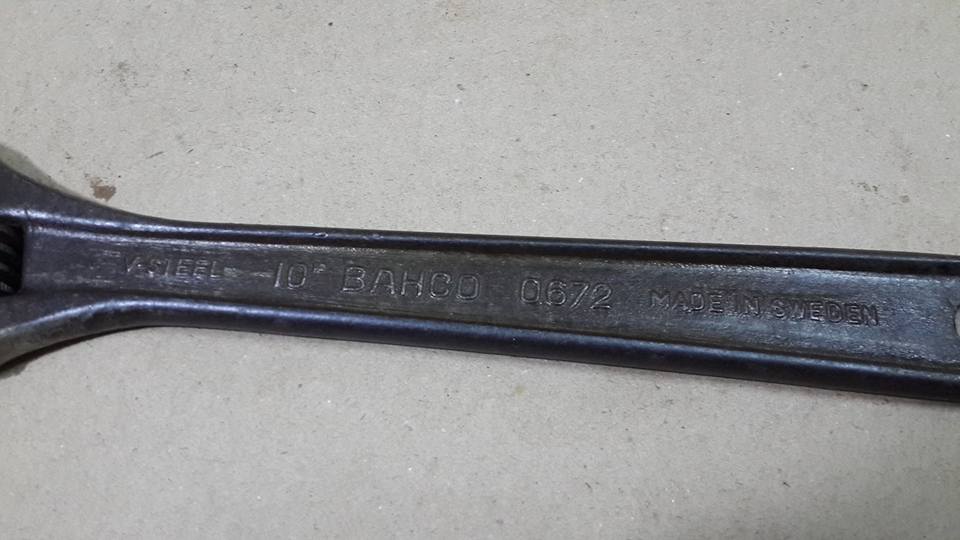 V-STEEL 10" BAHCO 0672 MADE IN SWEDEN